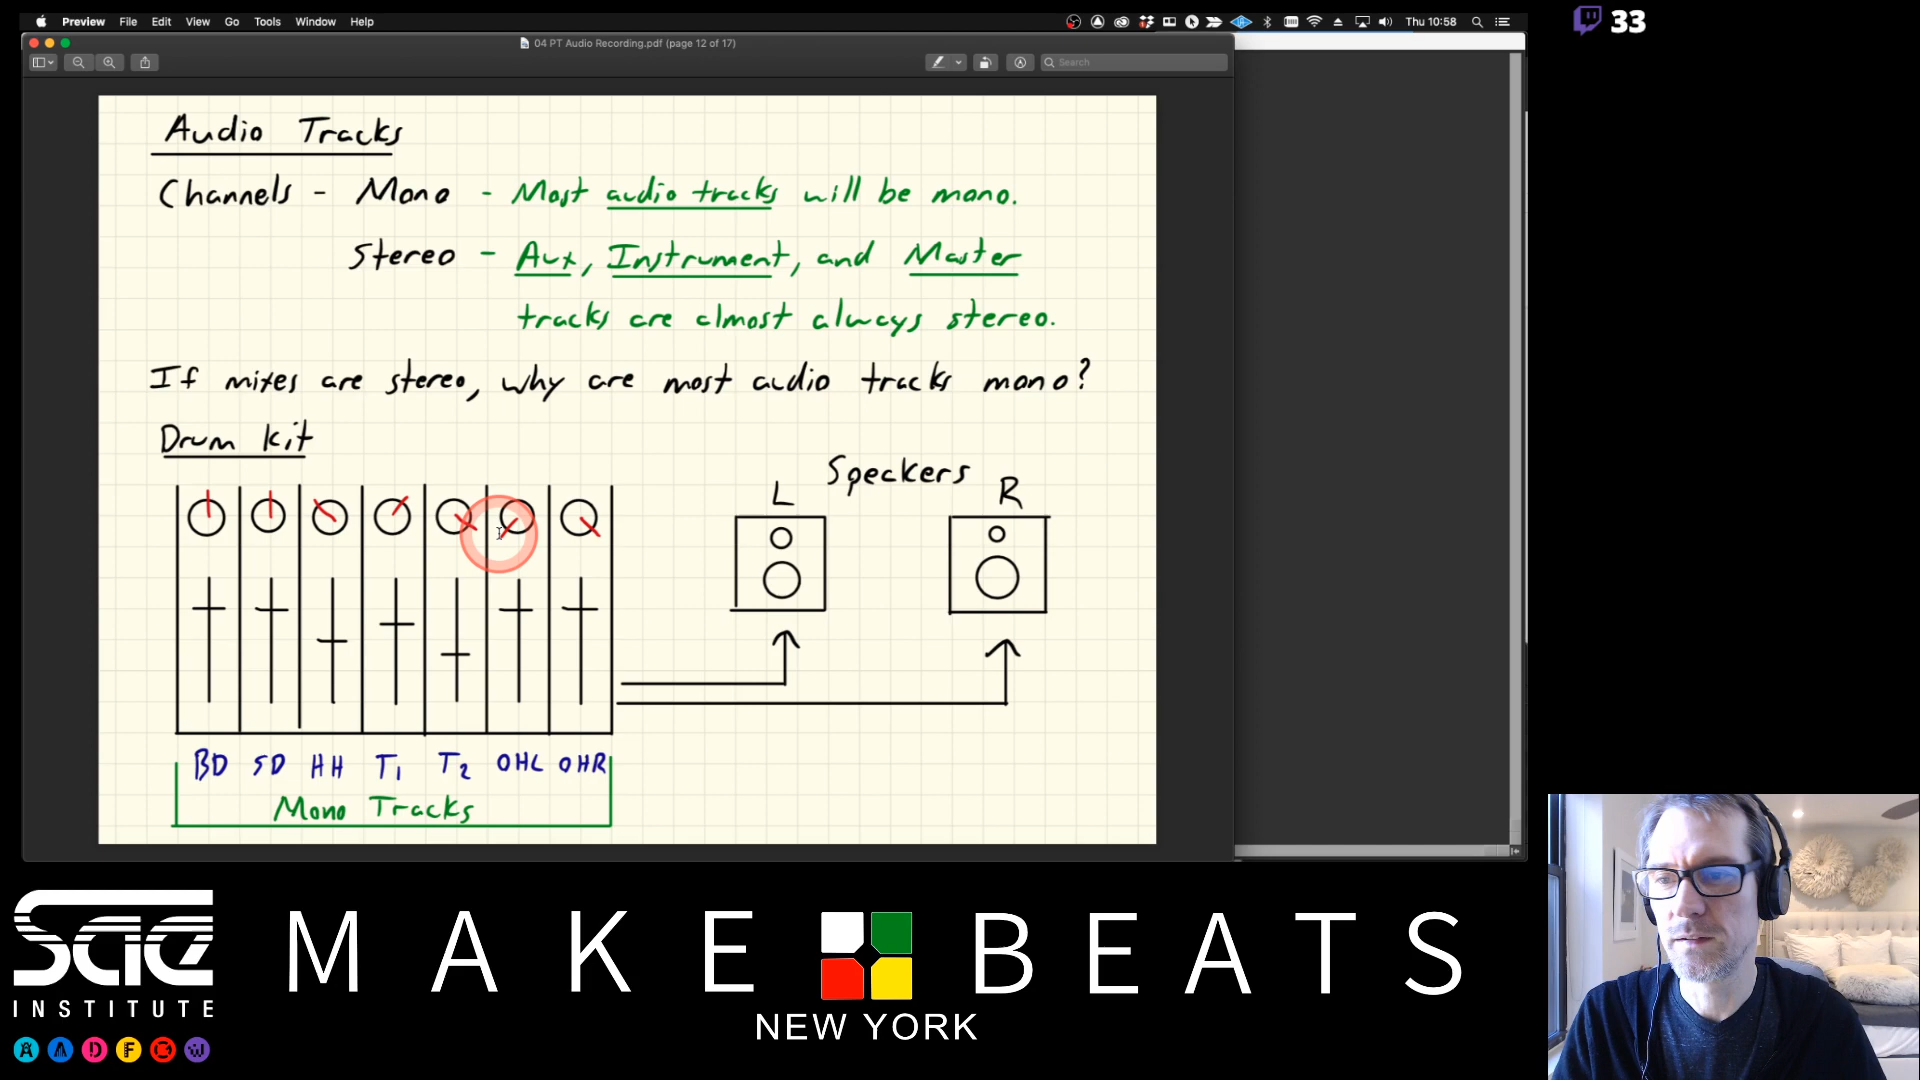 Preview File Edit View Go Tools Window Help
Thu 10:58
33
04 PT Audio Recording.pdf (page 12 of 17)
Search
Audio Tracks
Channels - Mono - Most audio tracks will be mono.
Stereo - Aux, Instrument, and Master
tracks are almost always stereo.
If mixes are stereo, why are most audio tracks mono?
Drum kit
Speakers
L R
BD SD HH T1 T2 OHL OHR
Mono Tracks
SAE
INSTITUTE
MAKE BEATS
NEW YORK